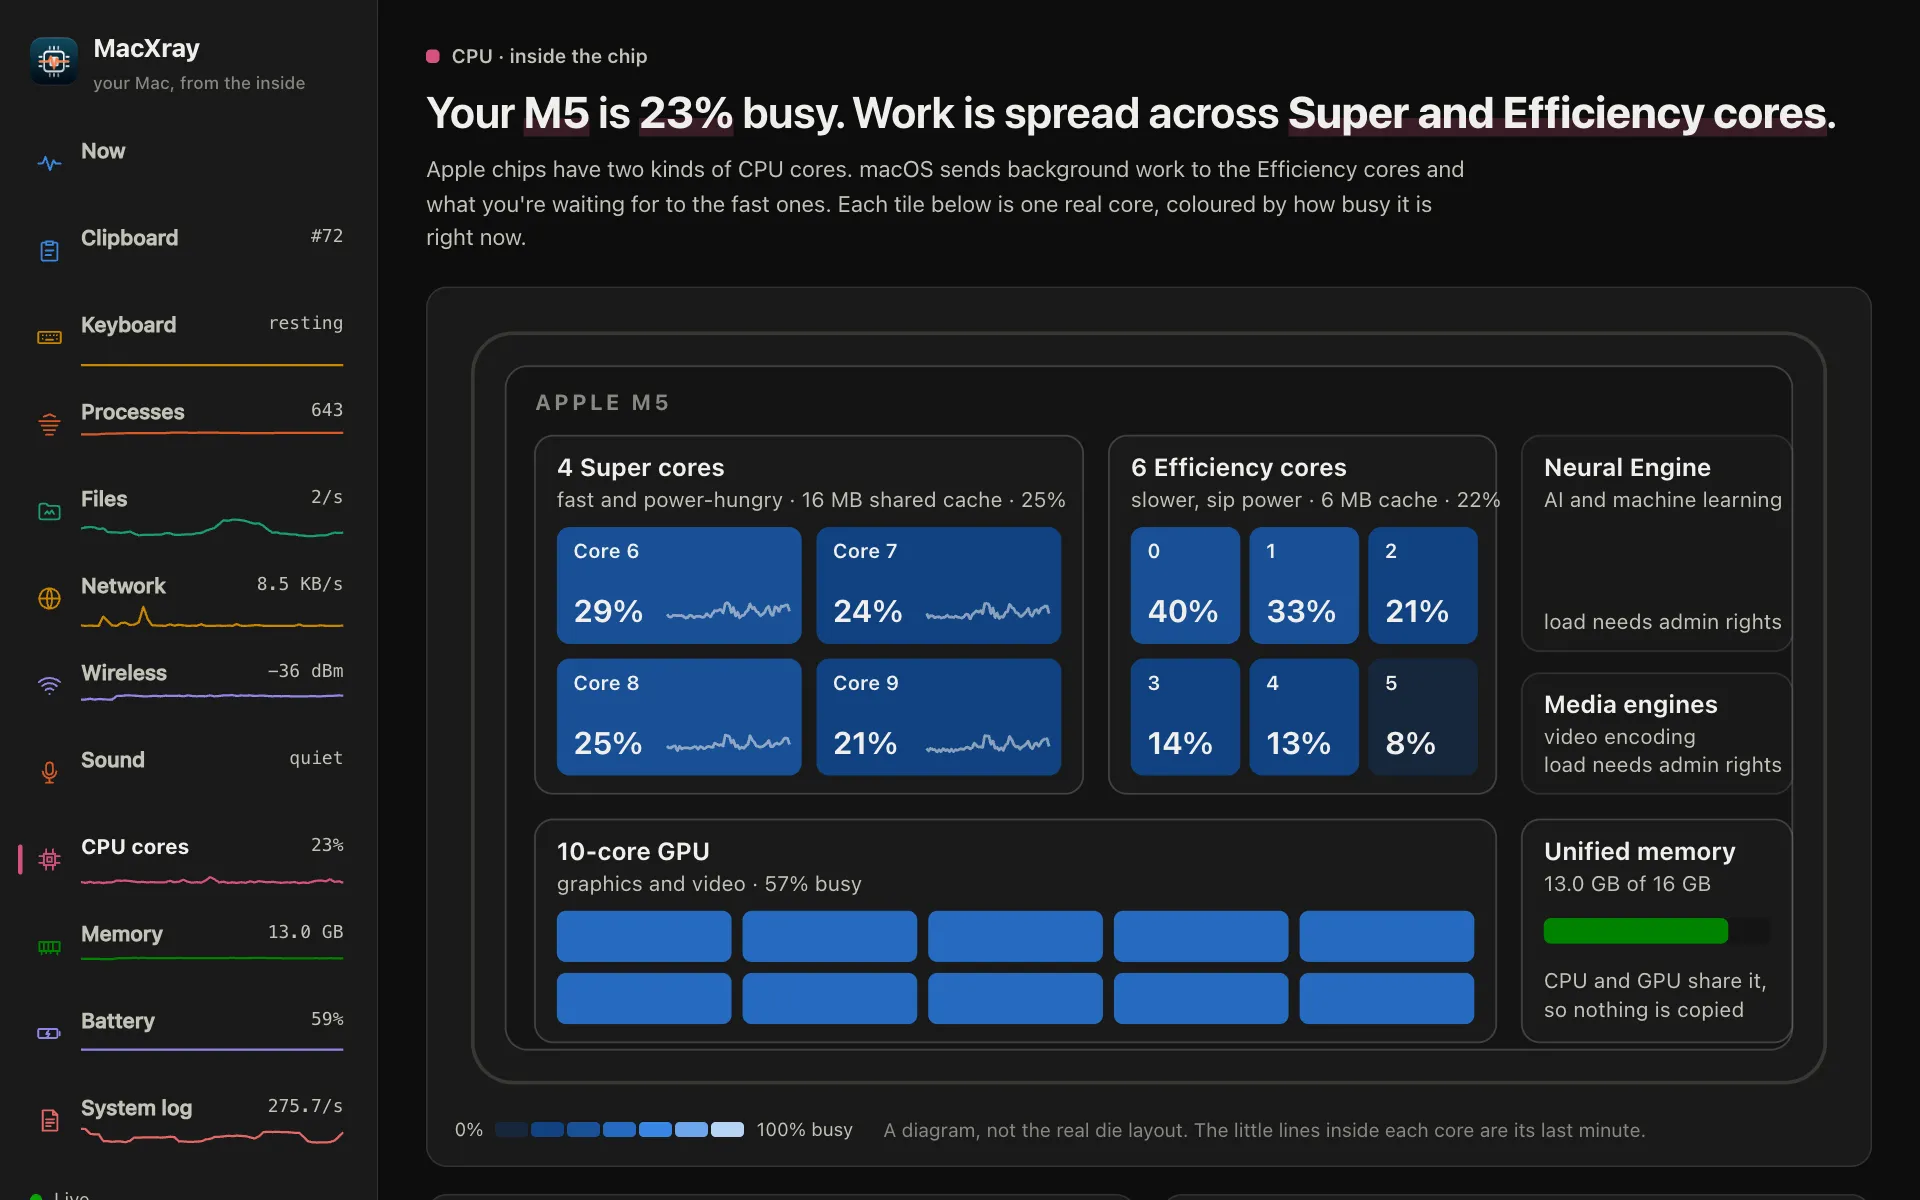 MacXray
your Mac, from the inside
Now
Clipboard #72
Keyboard resting
Processes 643
Files 2/s
Network 8.5 KB/s
Wireless −36 dBm
Sound quiet
CPU cores 23%
Memory 13.0 GB
Battery 59%
System log 275.7/s
Live
CPU · inside the chip
Your M5 is 23% busy. Work is spread across Super and Efficiency cores.
Apple chips have two kinds of CPU cores. macOS sends background work to the Efficiency cores and
what you're waiting for to the fast ones. Each tile below is one real core, coloured by how busy it is
right now.
APPLE M5
4 Super cores
fast and power-hungry · 16 MB shared cache · 25%
Core 6
29%
Core 7
24%
Core 8
25%
Core 9
21%
6 Efficiency cores
slower, sip power · 6 MB cache · 22%
0
40%
1
33%
2
21%
3
14%
4
13%
5
8%
Neural Engine
AI and machine learning
load needs admin rights
Media engines
video encoding
load needs admin rights
10-core GPU
graphics and video · 57% busy
Unified memory
13.0 GB of 16 GB
CPU and GPU share it,
so nothing is copied
0% 100% busy
A diagram, not the real die layout. The little lines inside each core are its last minute.